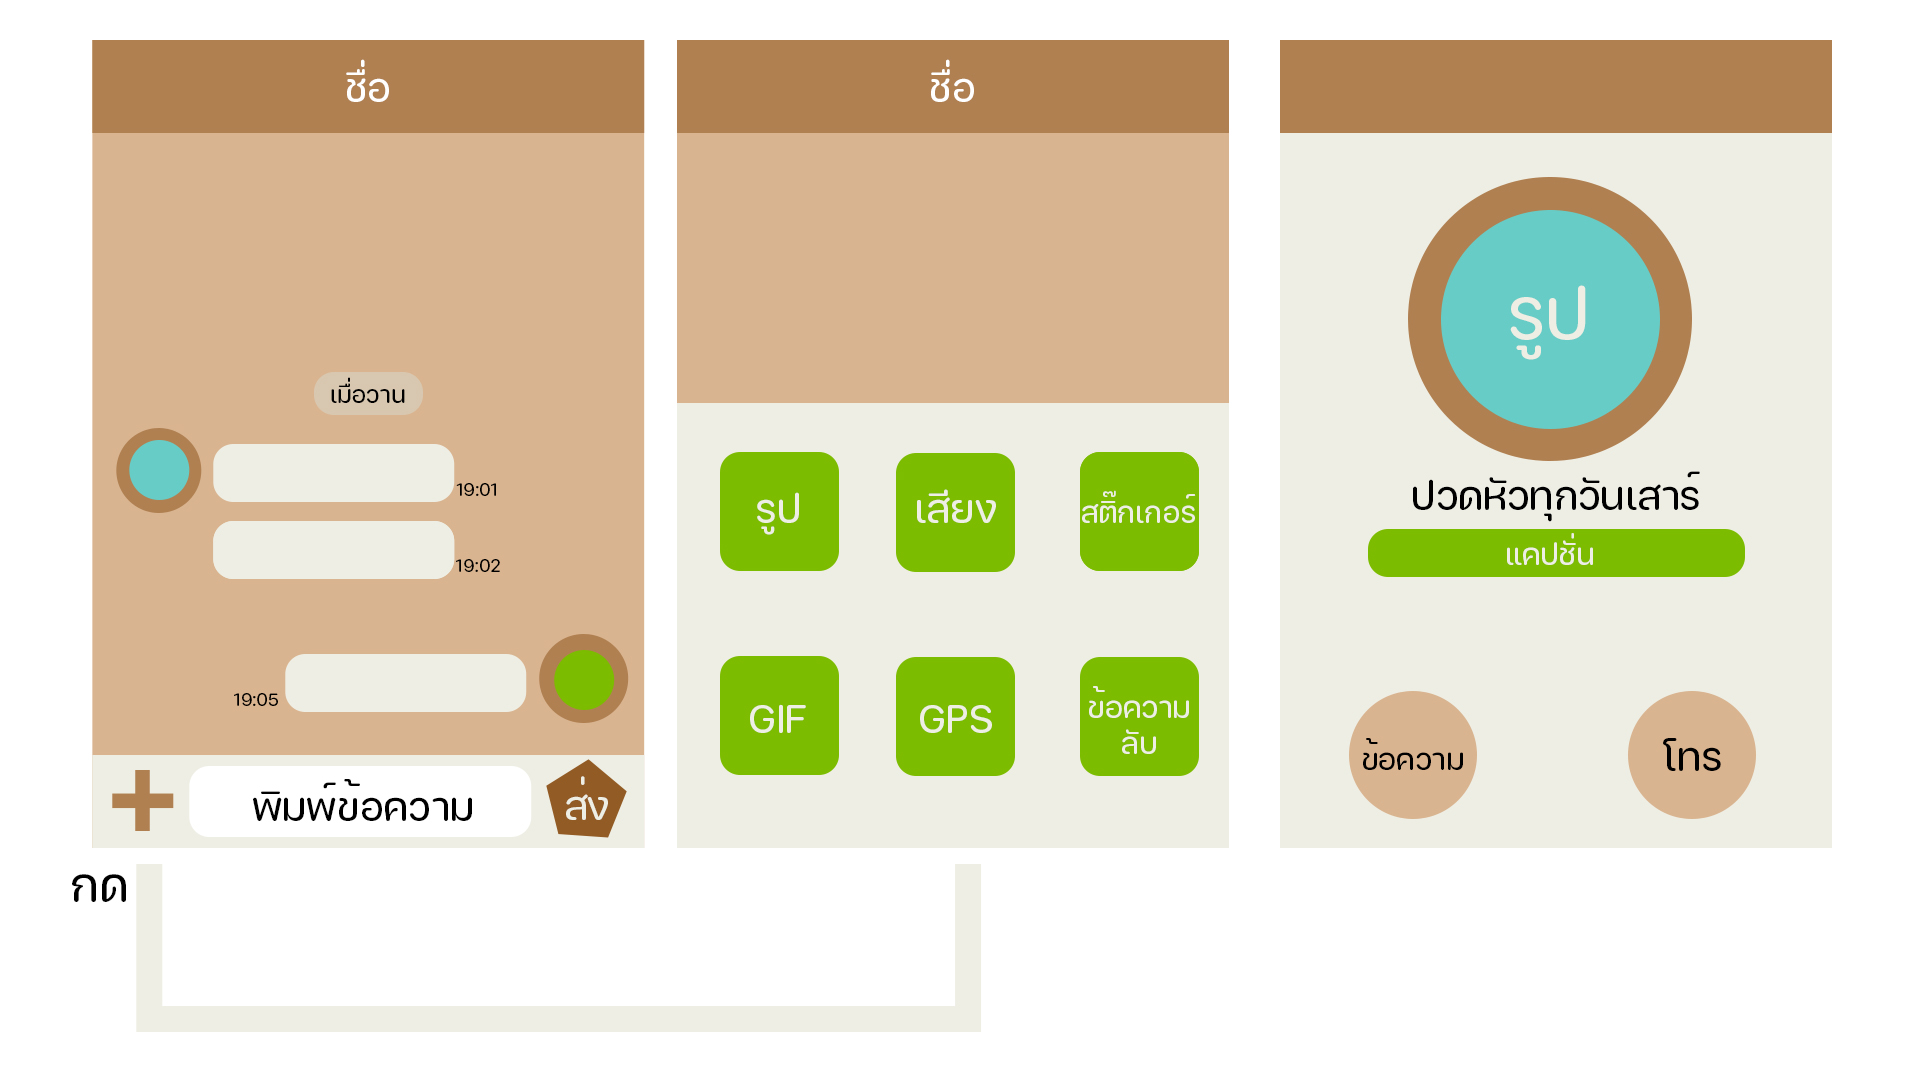 ชื่อ
เมื่อวาน
19:01
19:02
19:05
พิมพ์ข้อความ
ส่ง
กด
ชื่อ
รูป
เสียง
สติ๊กเกอร์
GIF
GPS
ข้อความ
ลับ
รูป
ปวดหัวทุกวันเสาร์
แคปชั่น
ข้อความ
โทร